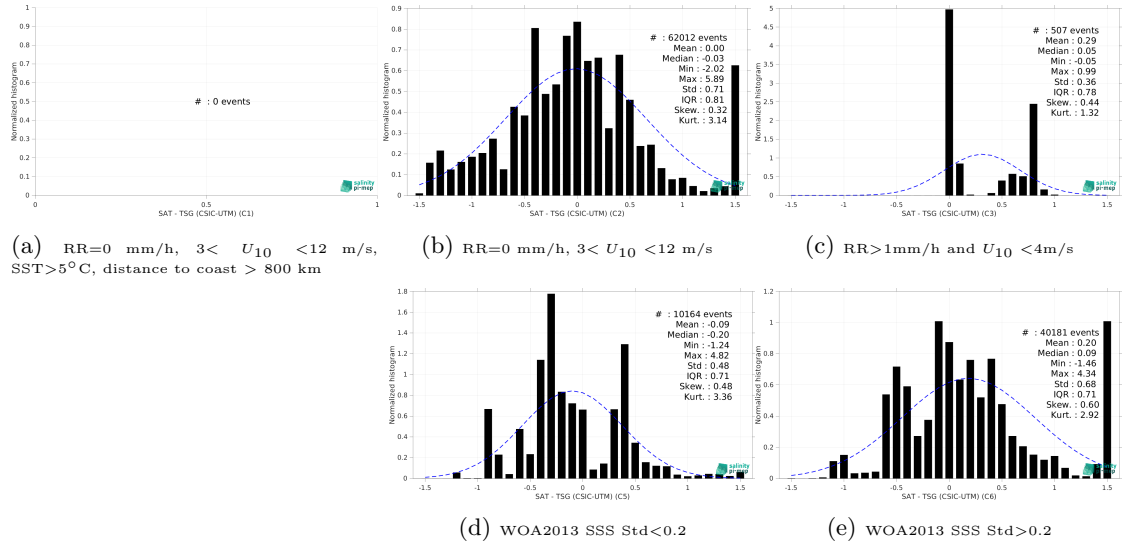 1
0.9
0.8
0.7
0.6
0.5
0.4
0.3
0.2
0.1
0
Normalized histogram
# : 0 events
salinity
pi-mep
0 0.5 1
SAT - TSG (CSIC-UTM) (C1)
(a) RR=0 mm/h, 3< U10 <12 m/s,
SST>5°C, distance to coast > 800 km
0.9
0.8
0.7
0.6
0.5
0.4
0.3
0.2
0.1
0
Normalized histogram
# : 62012 events
Mean : 0.00
Median : -0.03
Min : -2.02
Max : 5.89
Std : 0.71
IQR : 0.81
Skew. : 0.32
Kurt. : 3.14
salinity
pi-mep
-1.5 -1 -0.5 0 0.5 1 1.5
SAT - TSG (CSIC-UTM) (C2)
(b) RR=0 mm/h, 3< U10 <12 m/s
5
4.5
4
3.5
3
2.5
2
1.5
1
0.5
0
Normalized histogram
# : 507 events
Mean : 0.29
Median : 0.05
Min : -0.05
Max : 0.99
Std : 0.36
IQR : 0.78
Skew. : 0.44
Kurt. : 1.32
salinity
pi-mep
-1.5 -1 -0.5 0 0.5 1 1.5
SAT - TSG (CSIC-UTM) (C3)
(c) RR>1mm/h and U10 <4m/s
1.8
1.6
1.4
1.2
1
0.8
0.6
0.4
0.2
0
Normalized histogram
# : 10164 events
Mean : -0.09
Median : -0.20
Min : -1.24
Max : 4.82
Std : 0.48
IQR : 0.71
Skew. : 0.48
Kurt. : 3.36
salinity
pi-mep
-1.5 -1 -0.5 0 0.5 1 1.5
SAT - TSG (CSIC-UTM) (C5)
(d) WOA2013 SSS Std<0.2
1.2
1
0.8
0.6
0.4
0.2
0
Normalized histogram
# : 40181 events
Mean : 0.20
Median : 0.09
Min : -1.46
Max : 4.34
Std : 0.68
IQR : 0.71
Skew. : 0.60
Kurt. : 2.92
salinity
pi-mep
-1.5 -1 -0.5 0 0.5 1 1.5
SAT - TSG (CSIC-UTM) (C6)
(e) WOA2013 SSS Std>0.2